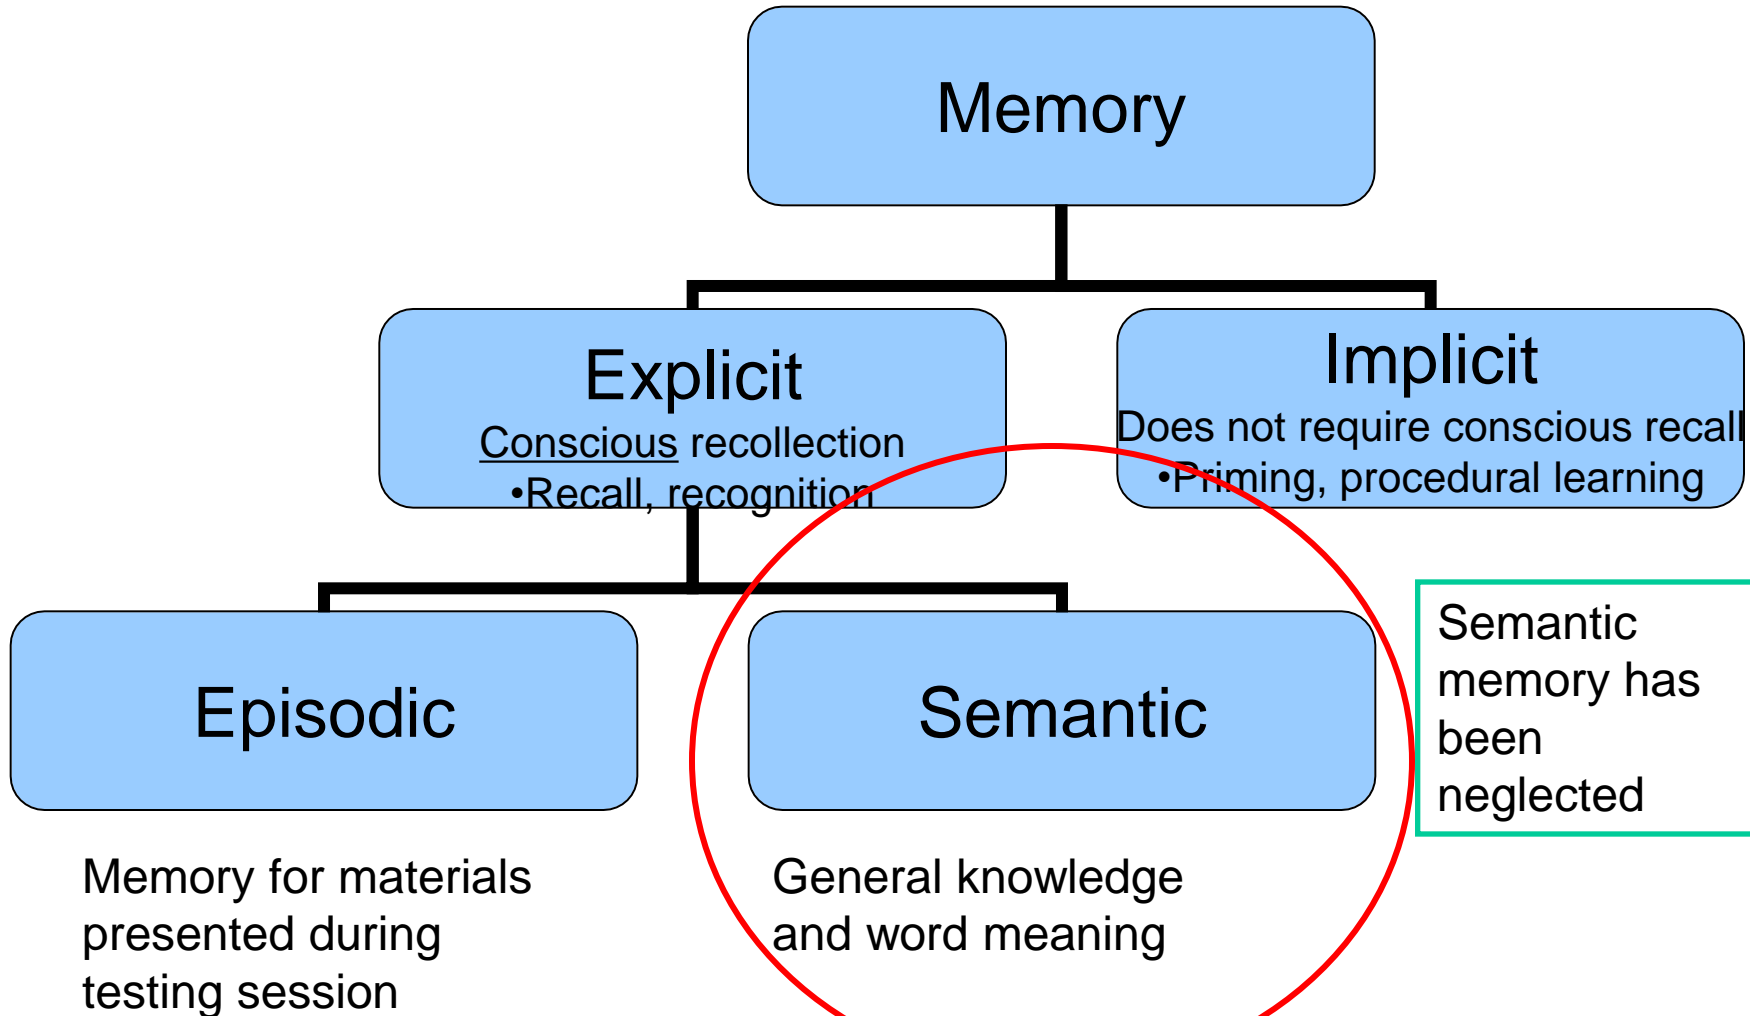 Memory
Explicit
Conscious recollection
•Recall, recognition
Implicit
Does not require conscious recall
•Priming, procedural learning
Episodic
Semantic
Semantic
memory has
been
neglected
Memory for materials
presented during
testing session
General knowledge
and word meaning